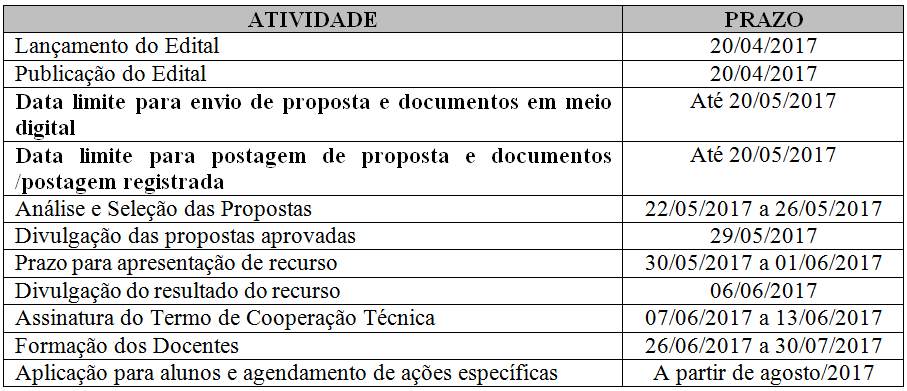 ATIVIDADE PRAZO
Lançamento do Edital 20/04/2017
Publicação do Edital 20/04/2017
Data limite para envio de proposta e documentos em meio Até 20/05/2017
digital
Data limite para postagem de proposta e documentos Até 20/05/2017
/postagem registrada
Análise e Seleção das Propostas 22/05/2017 a 26/05/2017
Divulgação das propostas aprovadas 29/05/2017
Prazo para apresentação de recurso 30/05/2017 a 01/06/2017
Divulgação do resultado do recurso 06/06/2017
Assinatura do Termo de Cooperação Técnica 07/06/2017 a 13/06/2017
Formação dos Docentes 26/06/2017 a 30/07/2017
Aplicação para alunos e agendamento de ações específicas A partir de agosto/2017